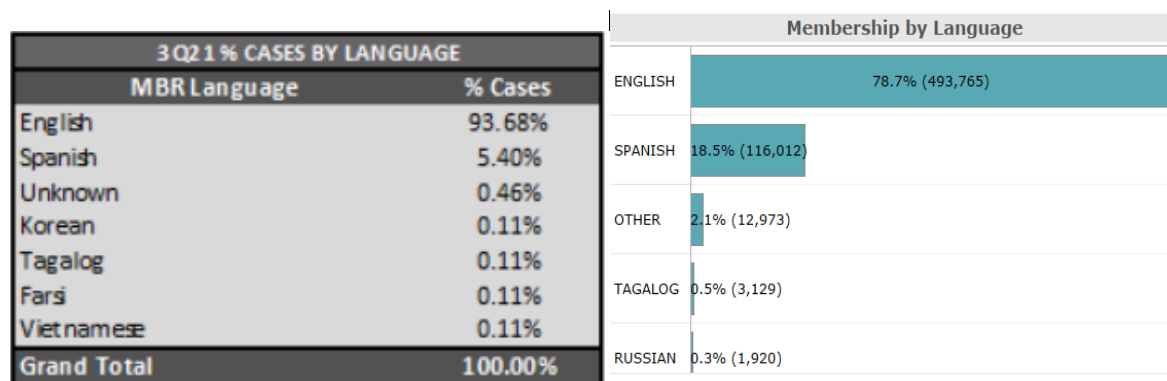 3Q21% CASES BY LANGUAGE
MBR Language % Cases
English 93.68%
Spanish 5.40%
Unknown 0.46%
Korean 0.11%
Tagalog 0.11%
Farsi 0.11%
Vietnamese 0.11%
Grand Total 100.00%
Membership by Language
ENGLISH 78.7% (493,765)
SPANISH 18.5% (116,012)
OTHER 2.1% (12,973)
TAGALOG 0.5% (3,129)
RUSSIAN 0.3% (1,920)